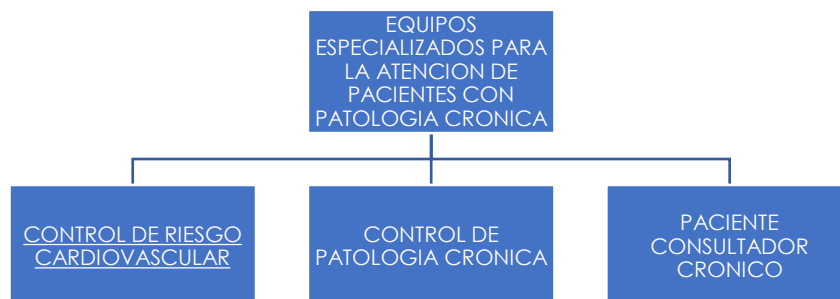 EQUIPOS
ESPECIALIZADOS PARA
LA ATENCION DE
PACIENTES CON
PATOLOGIA CRONICA
CONTROL DE RIESGO
CARDIOVASCULAR
CONTROL DE
PATOLOGIA CRONICA
PACIENTE
CONSULTADOR
CRONICO